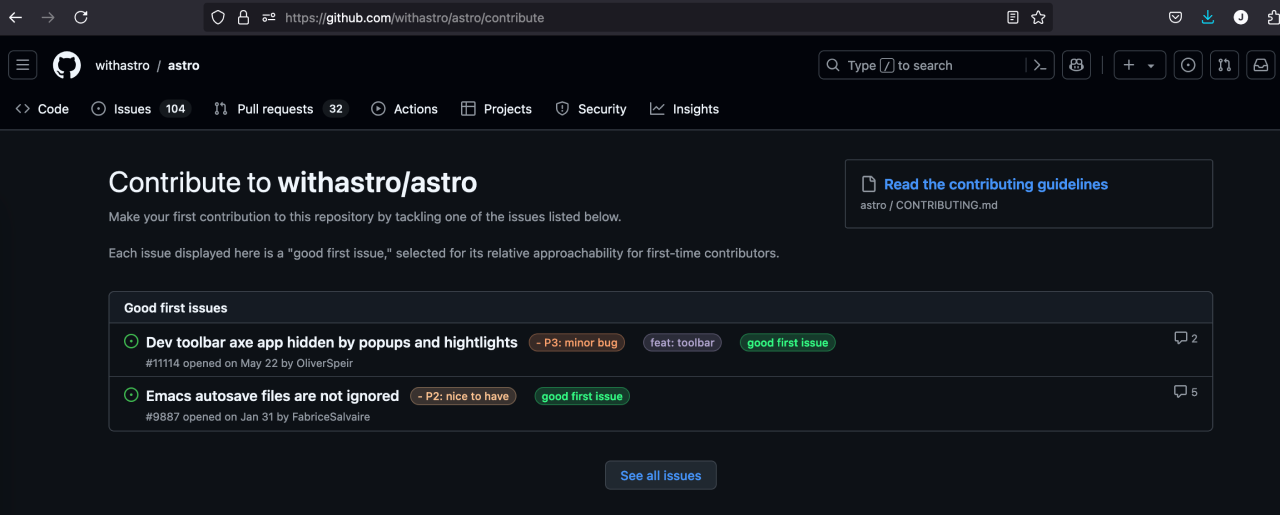 https://github.com/withastro/astro/contribute
J
withastro / astro
Type / to search
Code Issues 104 Pull requests 32 Actions Projects Security Insights
Contribute to withastro/astro
Make your first contribution to this repository by tackling one of the issues listed below.
Each issue displayed here is a "good first issue," selected for its relative approachability for first-time contributors.
Read the contributing guidelines
astro / CONTRIBUTING.md
Good first issues
Dev toolbar axe app hidden by popups and hightlights - P3: minor bug feat: toolbar good first issue 2
#11114 opened on May 22 by OliverSpeir
Emacs autosave files are not ignored - P2: nice to have good first issue 5
#9887 opened on Jan 31 by FabriceSalvaire
See all issues